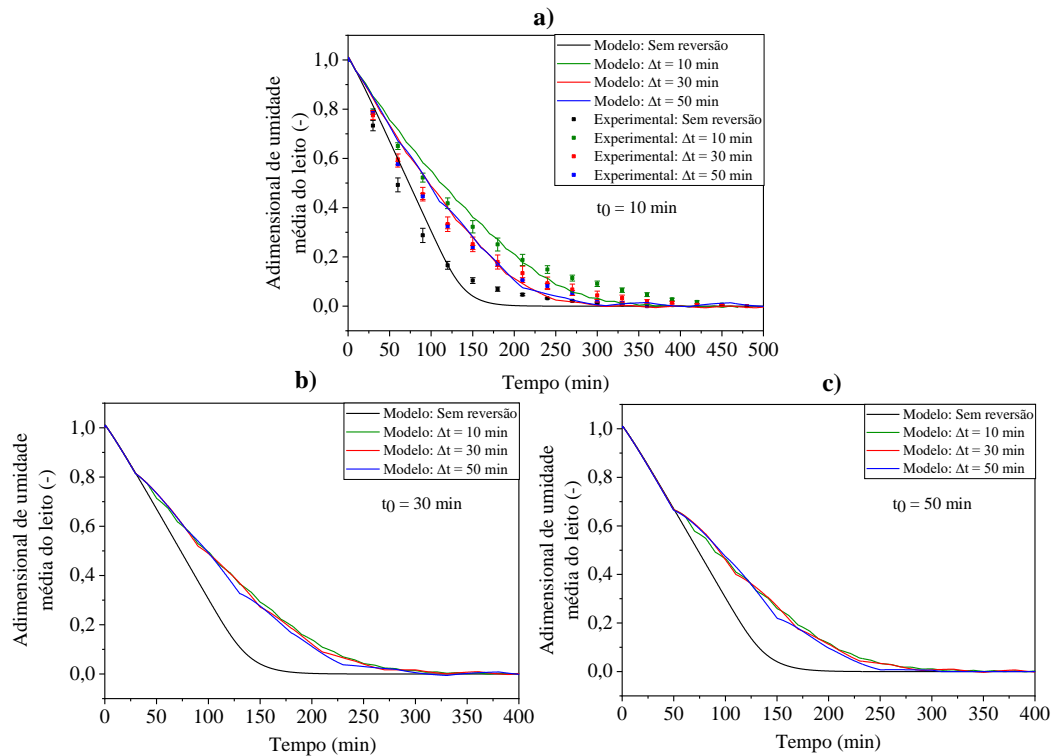 a)
Modelo: Sem reversão
Modelo: Δt = 10 min
Modelo: Δt = 30 min
Modelo: Δt = 50 min
Experimental: Sem reversão
Experimental: Δt = 10 min
Experimental: Δt = 30 min
Experimental: Δt = 50 min
t0 = 10 min
Adimensional de umidade
média do leito (-)
1,0
0,8
0,6
0,4
0,2
0,0
0 50 100 150 200 250 300 350 400 450 500
Tempo (min)
b)
Modelo: Sem reversão
Modelo: Δt = 10 min
Modelo: Δt = 30 min
Modelo: Δt = 50 min
t0 = 30 min
Adimensional de umidade
média do leito (-)
1,0
0,8
0,6
0,4
0,2
0,0
0 50 100 150 200 250 300 350 400
Tempo (min)
c)
Modelo: Sem reversão
Modelo: Δt = 10 min
Modelo: Δt = 30 min
Modelo: Δt = 50 min
t0 = 50 min
Adimensional de umidade
média do leito (-)
1,0
0,8
0,6
0,4
0,2
0,0
0 50 100 150 200 250 300 350 400
Tempo (min)